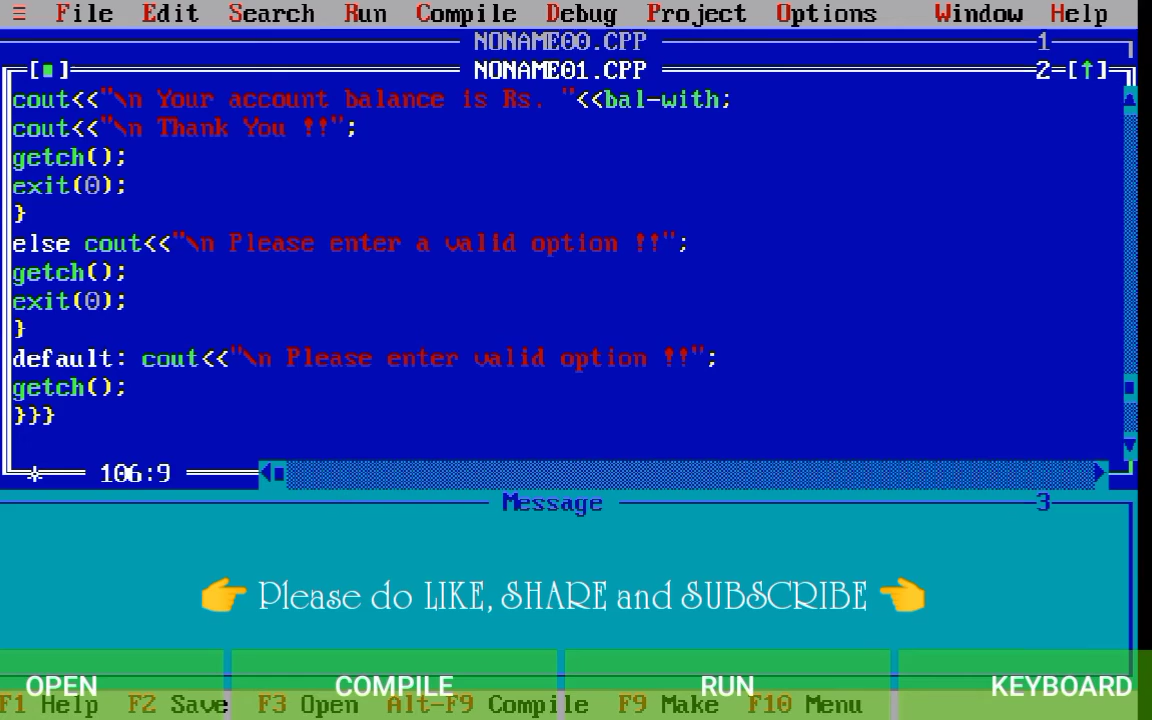 ≡ File Edit Search Run Compile Debug Project Options Window Help
NONAME00.CPP 1
[■] NONAME01.CPP 2=[↑]
cout<<"\n Your account balance is Rs. "<<bal-with;
cout<<"\n Thank You !!";
getch();
exit(0);
}
else cout<<"\n Please enter a valid option !!";
getch();
exit(0);
}
default: cout<<"\n Please enter valid option !!";
getch();
}}}
106:9
Message 3
👉 Please do LIKE, SHARE and SUBSCRIBE 👈
OPEN COMPILE RUN KEYBOARD
F1 Help F2 Save F3 Open Alt-F9 Compile F9 Make F10 Menu